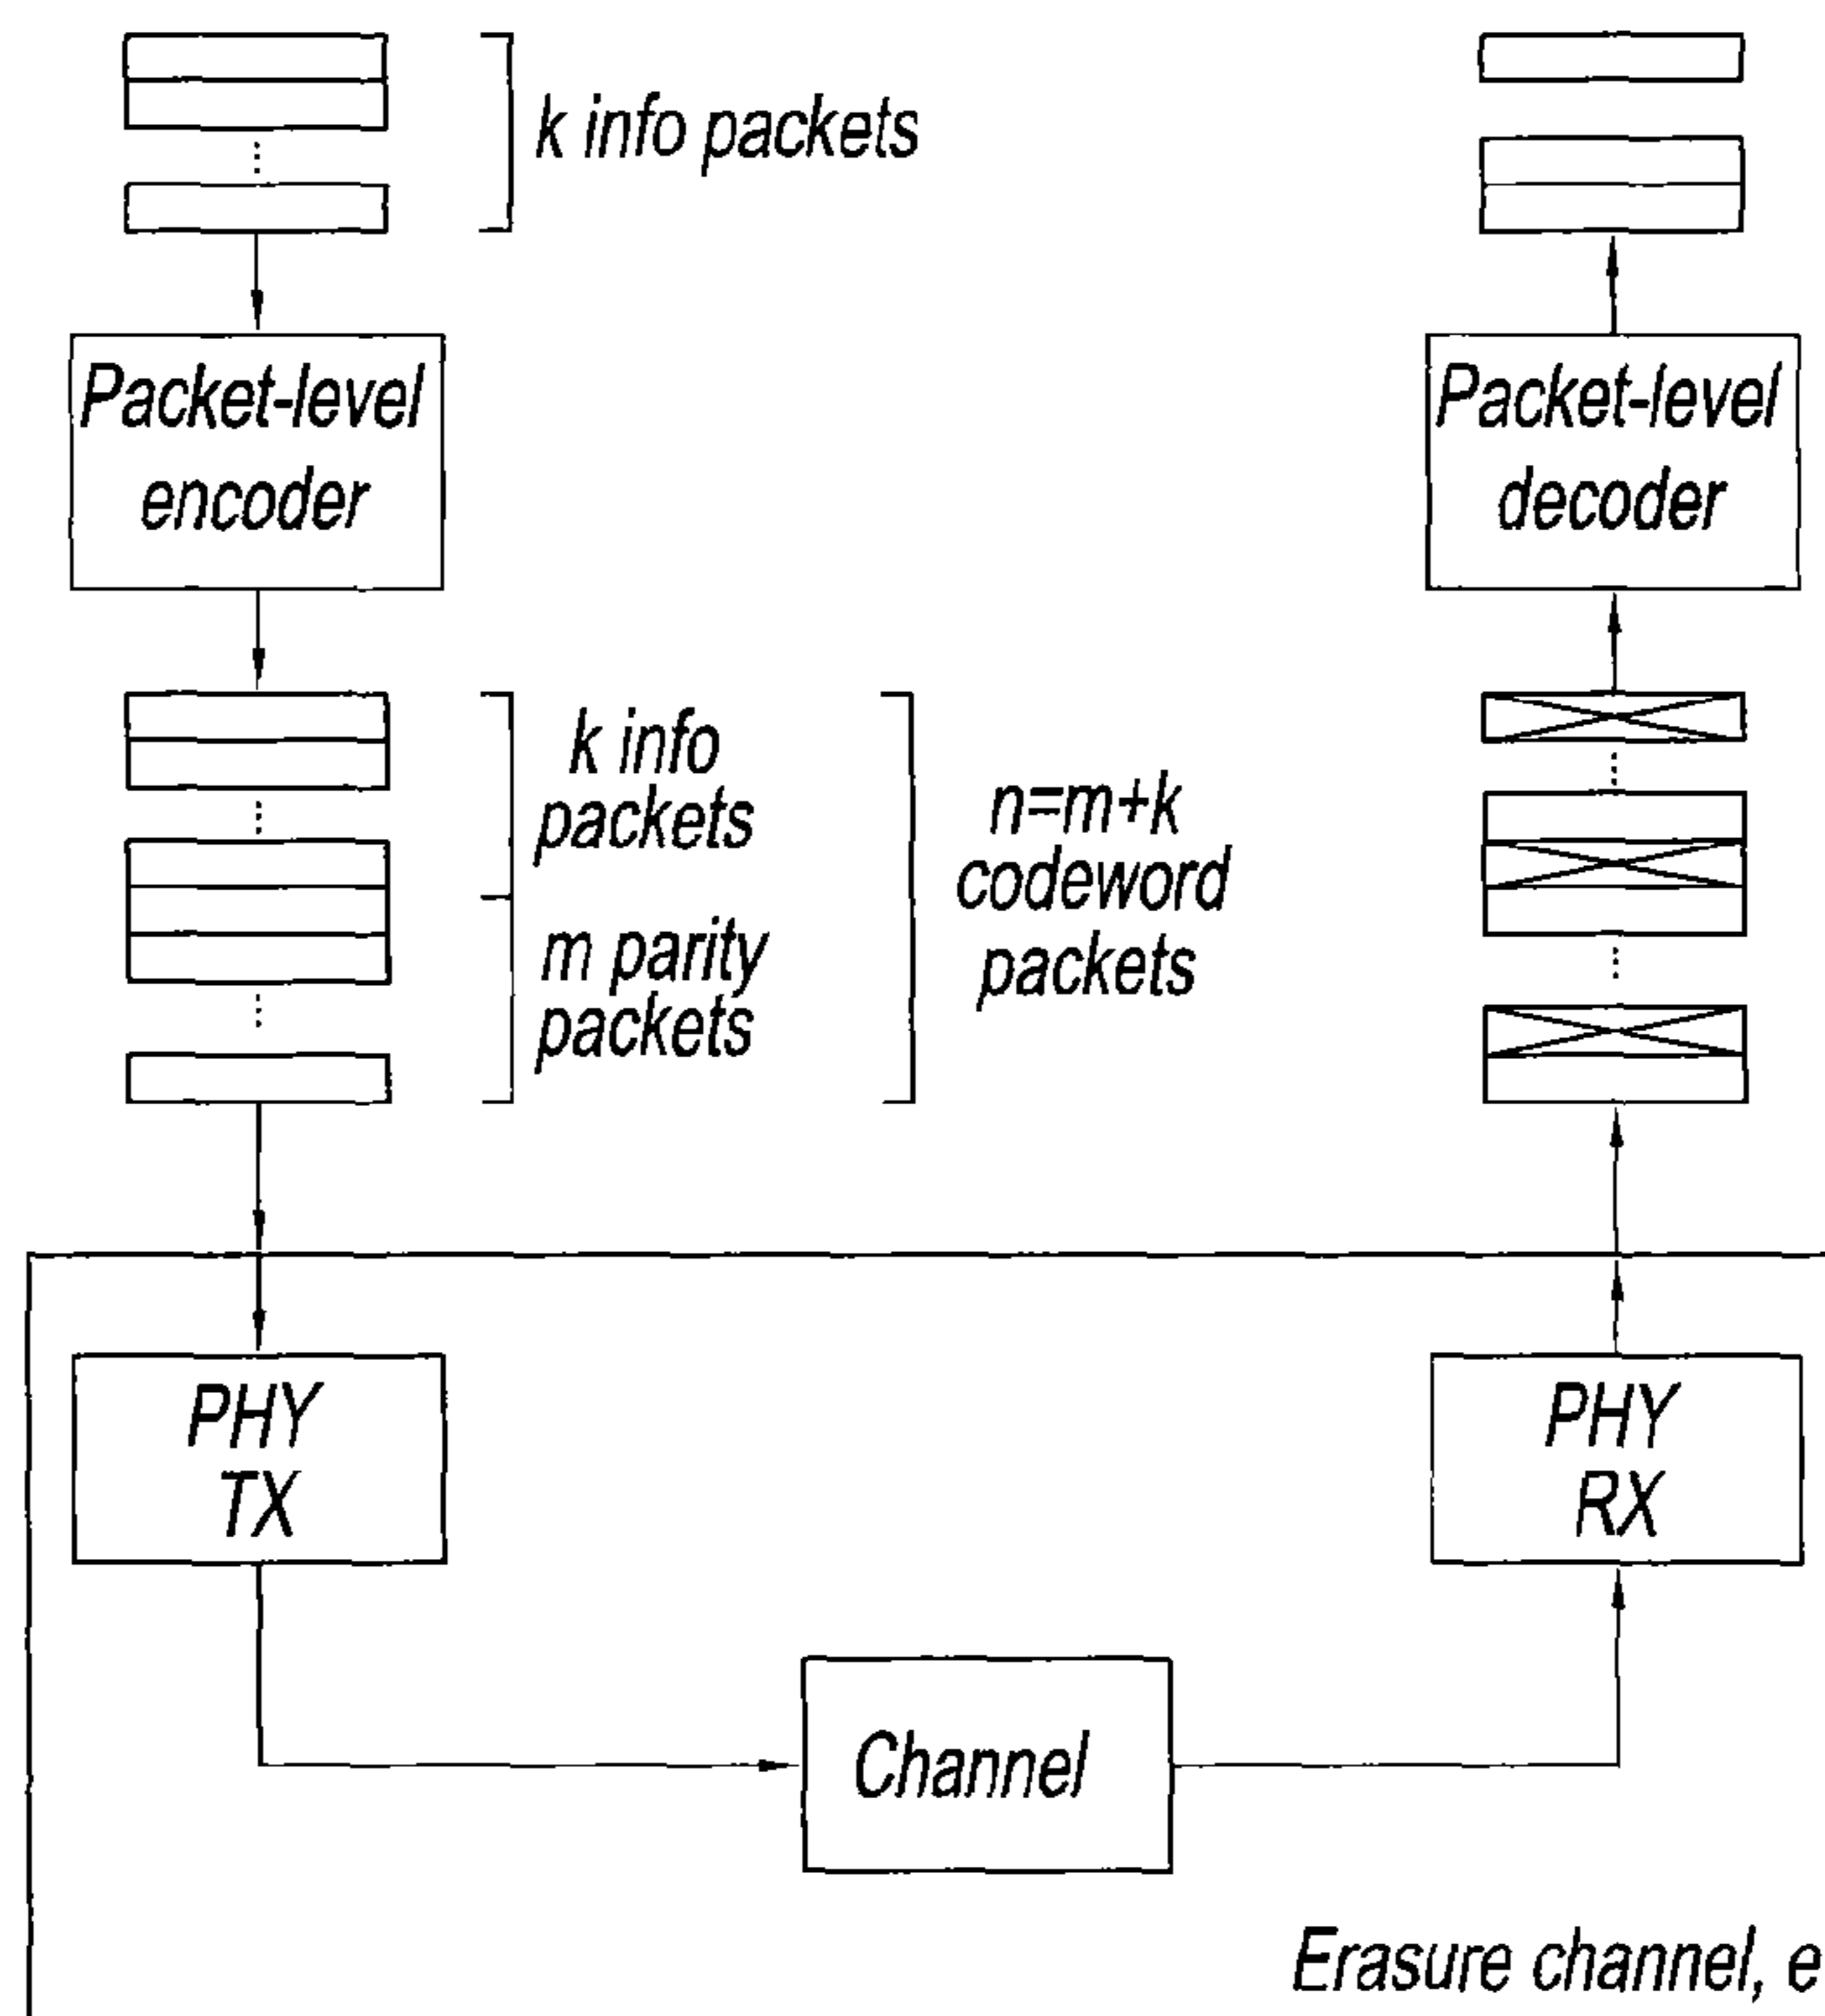 k info packets
Packet-level
encoder
Packet-level
decoder
k info
packets
m parity
packets
n=m+k
codeword
packets
PHY
TX
PHY
RX
Channel
Erasure channel, e